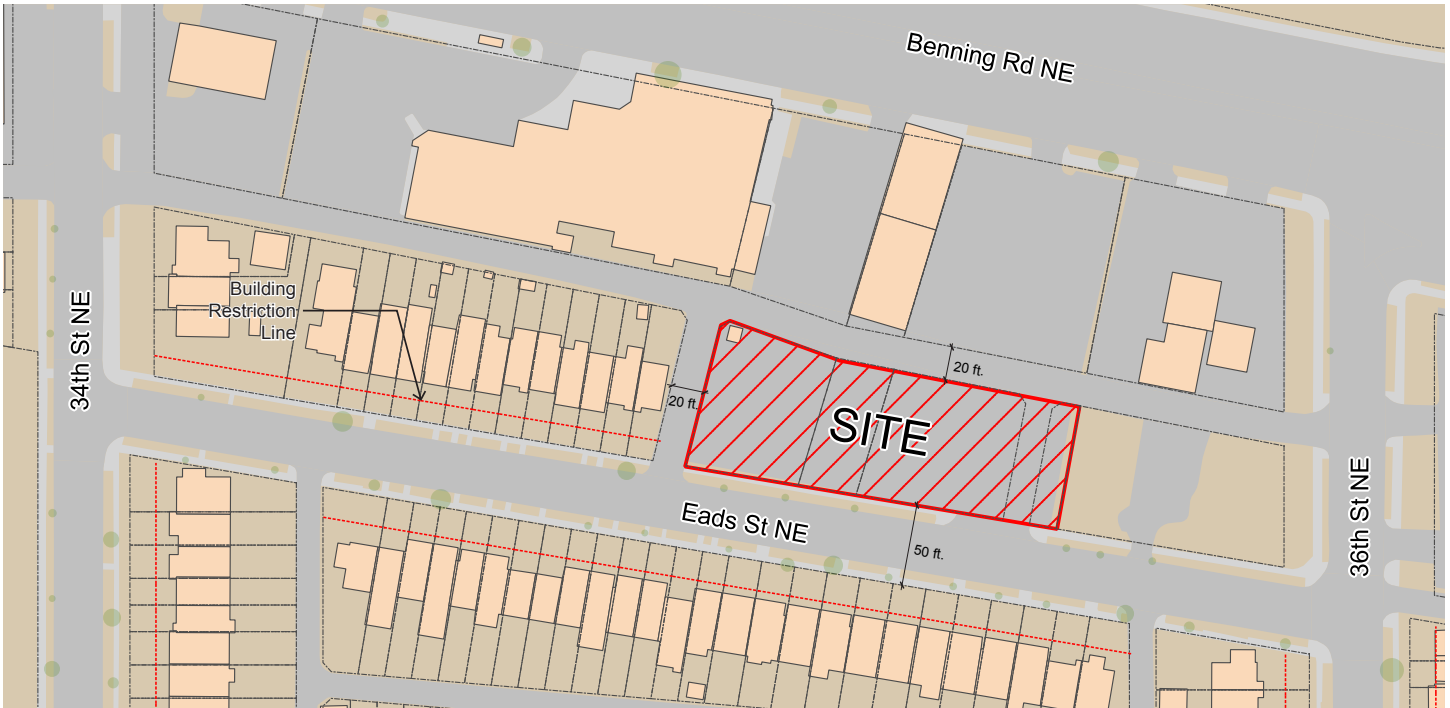 Benning Rd NE
34th St NE
Building
Restriction
Line
20 ft.
20 ft.
SITE
Eads St NE
50 ft.
36th St NE